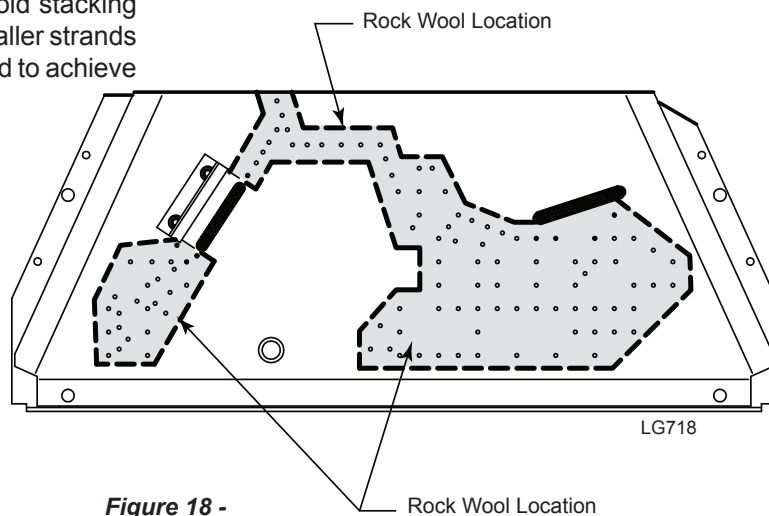 old stacking
aller strands
d to achieve
Rock Wool Location
LG718
Figure 18 -
Rock Wool Location